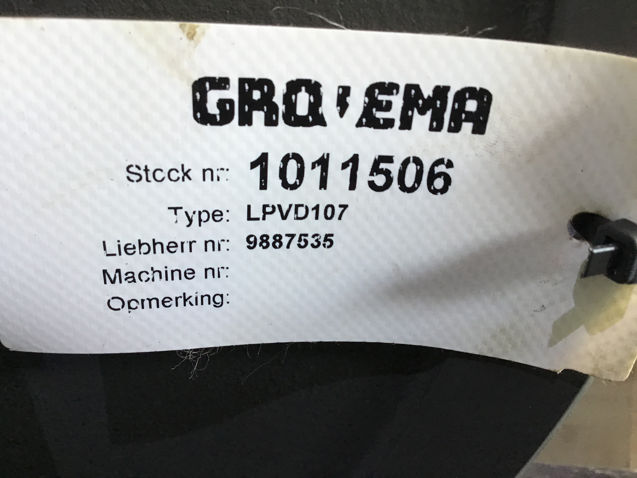 GROVEMA
Stock nr: 1011506
Type: LPVD107
Liebherr nr: 9887535
Machine nr:
Opmerking: